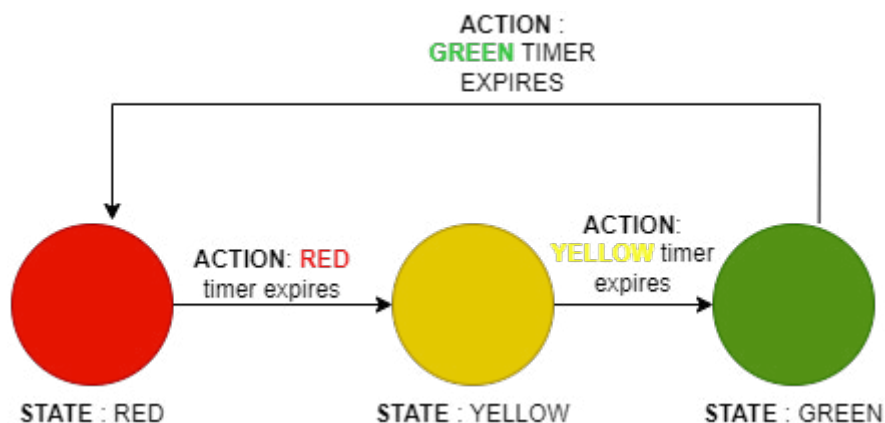 ACTION :
GREEN TIMER
EXPIRES
ACTION: RED
timer expires
ACTION:
YELLOW timer
expires
STATE : RED
STATE : YELLOW
STATE : GREEN